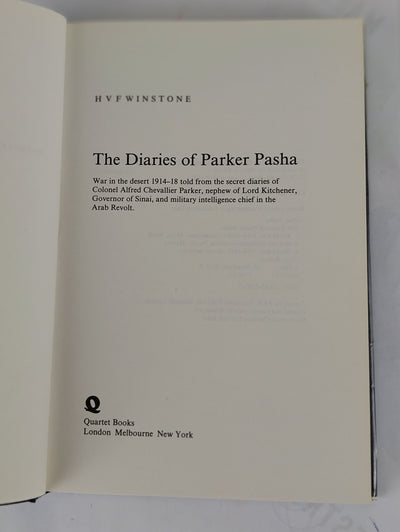 H V F WINSTONE
The Diaries of Parker Pasha
War in the desert 1914–18 told from the secret diaries of
Colonel Alfred Chevallier Parker, nephew of Lord Kitchener,
Governor of Sinai, and military intelligence chief in the
Arab Revolt.
Q
Quartet Books
London Melbourne New York